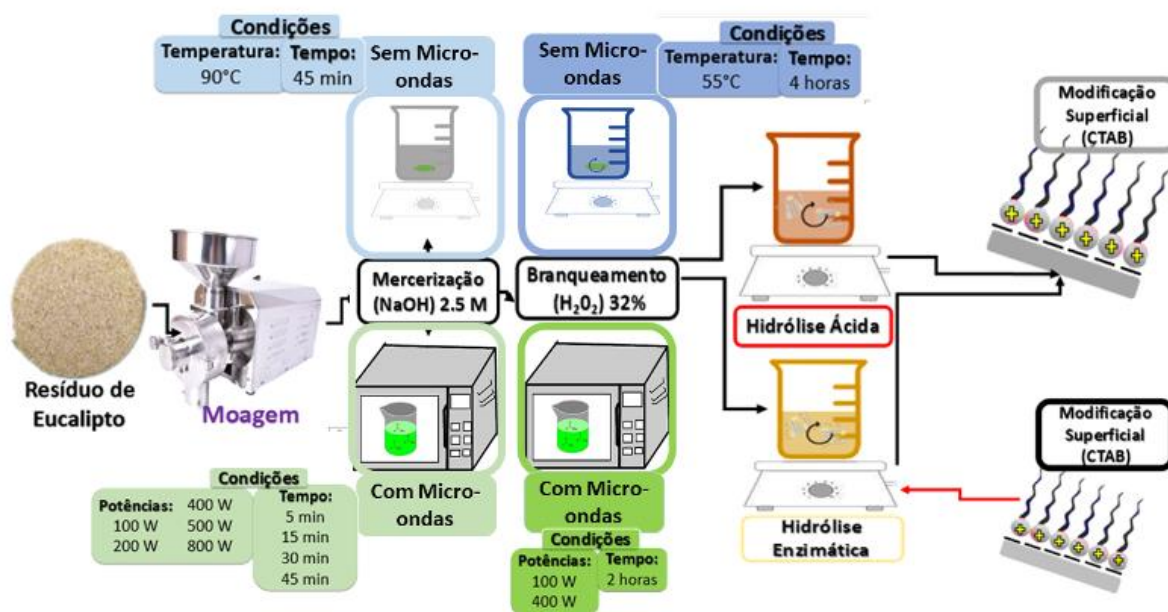 Condições
Temperatura:
90°C
Tempo:
45 min
Sem Micro-
ondas
Sem Micro-
ondas
Condições
Temperatura:
55°C
Tempo:
4 horas
Modificação
Superficial
(CTAB)
Resíduo de
Eucalipto
Moagem
Mercerização
(NaOH) 2.5 M
Branqueamento
(H₂O₂) 32%
Hidrólise Ácida
Hidrólise
Enzimática
Modificação
Superficial
(CTAB)
Com Micro-
ondas
Condições
Potências:
100 W
200 W
400 W
500 W
800 W
Tempo:
5 min
15 min
30 min
45 min
Com Micro-
ondas
Condições
Potências:
100 W
400 W
Tempo:
2 horas